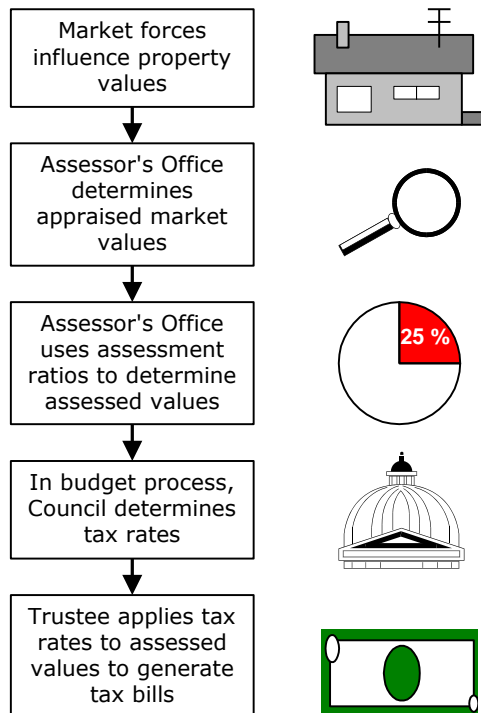 Market forces
influence property
values
Assessor's Office
determines
appraised market
values
Assessor's Office
uses assessment
ratios to determine
assessed values
25 %
In budget process,
Council determines
tax rates
Trustee applies tax
rates to assessed
values to generate
tax bills